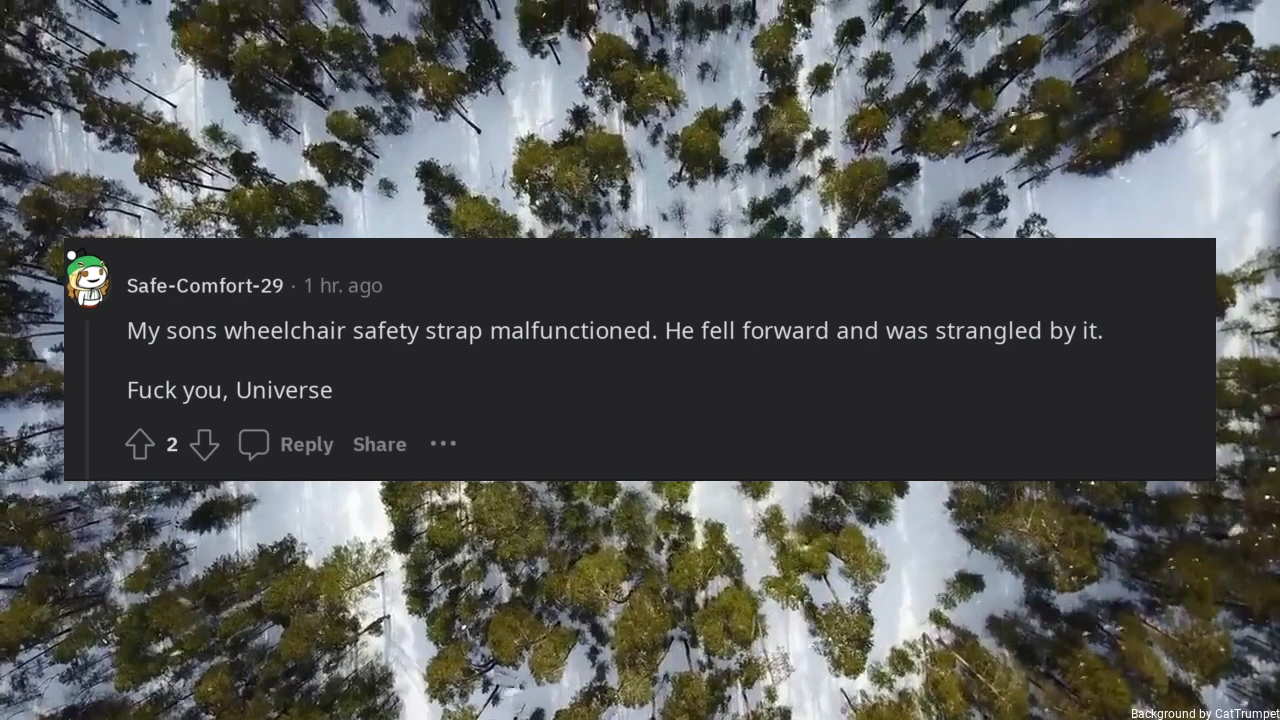 Safe-Comfort-29 · 1 hr. ago
My sons wheelchair safety strap malfunctioned. He fell forward and was strangled by it.
Fuck you, Universe
2 Reply Share ···
Background by CatTrumpet